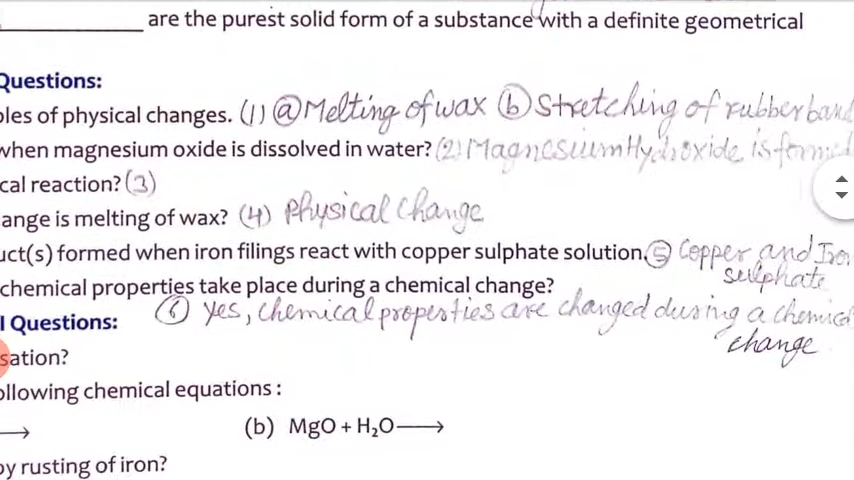 are the purest solid form of a substance with a definite geometrical
Questions:
ples of physical changes. (1) ⓐ Melting of wax ⓑ Stretching of rubber band
when magnesium oxide is dissolved in water? (2) Magnesium Hydroxide is formed
cal reaction? (3)
ange is melting of wax? (4) Physical Change
uct(s) formed when iron filings react with copper sulphate solution. ⑤ Copper and Iron
sulphate
chemical properties take place during a chemical change?
l Questions: ⑥ Yes, chemical properties are changed during a chemical
change
sation?
ollowing chemical equations :
⟶ (b) MgO + H₂O ⟶
by rusting of iron?